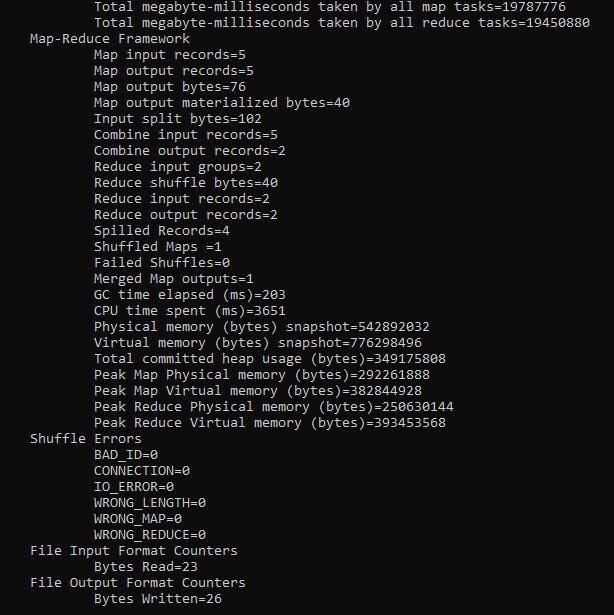 Total megabyte-milliseconds taken by all map tasks=19787776
Total megabyte-milliseconds taken by all reduce tasks=19450880
Map-Reduce Framework
Map input records=5
Map output records=5
Map output bytes=76
Map output materialized bytes=40
Input split bytes=102
Combine input records=5
Combine output records=2
Reduce input groups=2
Reduce shuffle bytes=40
Reduce input records=2
Reduce output records=2
Spilled Records=4
Shuffled Maps =1
Failed Shuffles=0
Merged Map outputs=1
GC time elapsed (ms)=203
CPU time spent (ms)=3651
Physical memory (bytes) snapshot=542892032
Virtual memory (bytes) snapshot=776298496
Total committed heap usage (bytes)=349175808
Peak Map Physical memory (bytes)=292261888
Peak Map Virtual memory (bytes)=382844928
Peak Reduce Physical memory (bytes)=250630144
Peak Reduce Virtual memory (bytes)=393453568
Shuffle Errors
BAD_ID=0
CONNECTION=0
IO_ERROR=0
WRONG_LENGTH=0
WRONG_MAP=0
WRONG_REDUCE=0
File Input Format Counters
Bytes Read=23
File Output Format Counters
Bytes Written=26